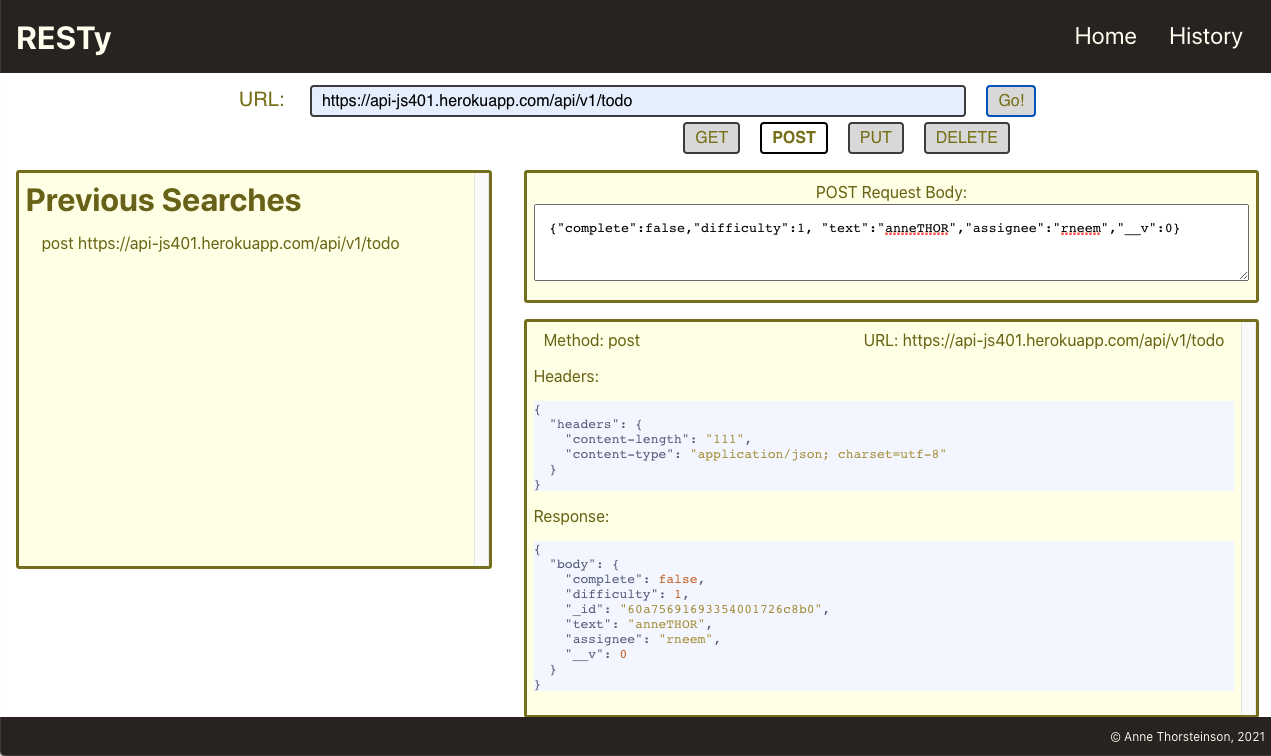 RESTy
Home History
URL: https://api-js401.herokuapp.com/api/v1/todo Go!
GET POST PUT DELETE
Previous Searches
post https://api-js401.herokuapp.com/api/v1/todo
POST Request Body:
{"complete":false,"difficulty":1, "text":"anneTHOR","assignee":"rneem","__v":0}
Method: post URL: https://api-js401.herokuapp.com/api/v1/todo
Headers:
{
  "headers": {
    "content-length": "111",
    "content-type": "application/json; charset=utf-8"
  }
}
Response:
{
  "body": {
    "complete": false,
    "difficulty": 1,
    "_id": "60a75691693354001726c8b0",
    "text": "anneTHOR",
    "assignee": "rneem",
    "__v": 0
  }
}
© Anne Thorsteinson, 2021